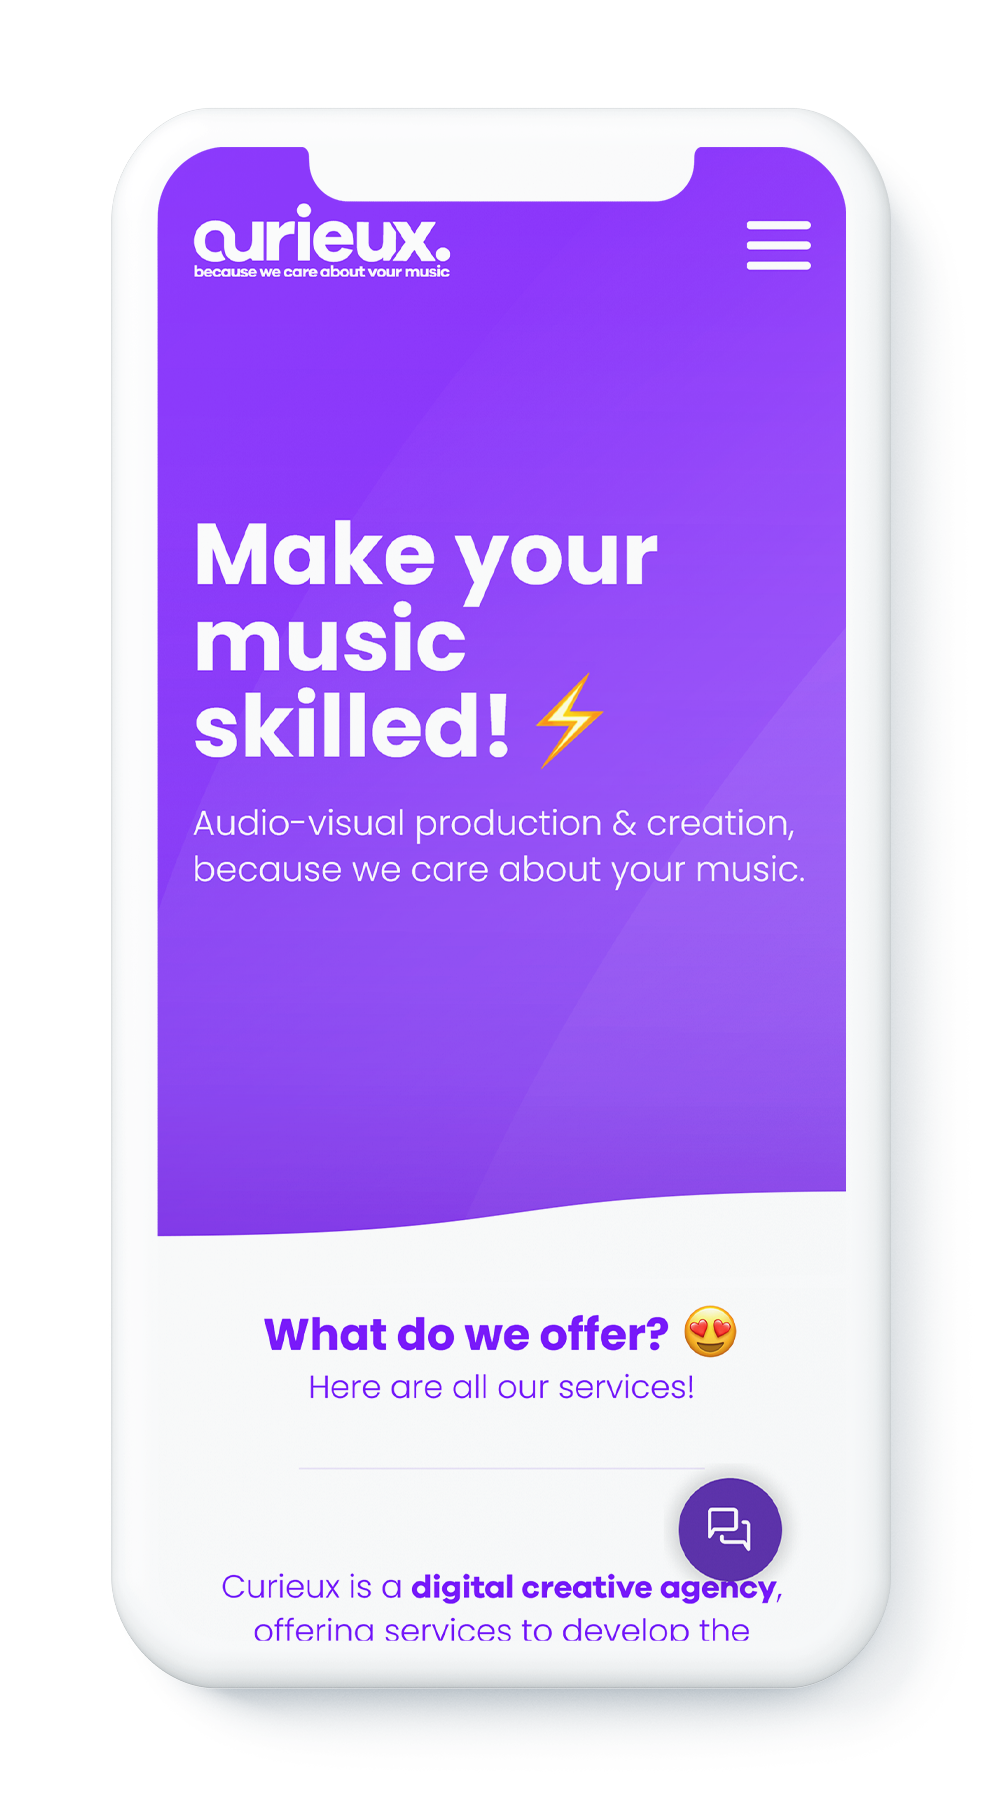 curieux.
because we care about your music
Make your
music
skilled! ⚡
Audio-visual production & creation,
because we care about your music.
What do we offer? 😍
Here are all our services!
Curieux is a digital creative agency,
offering services to develop the